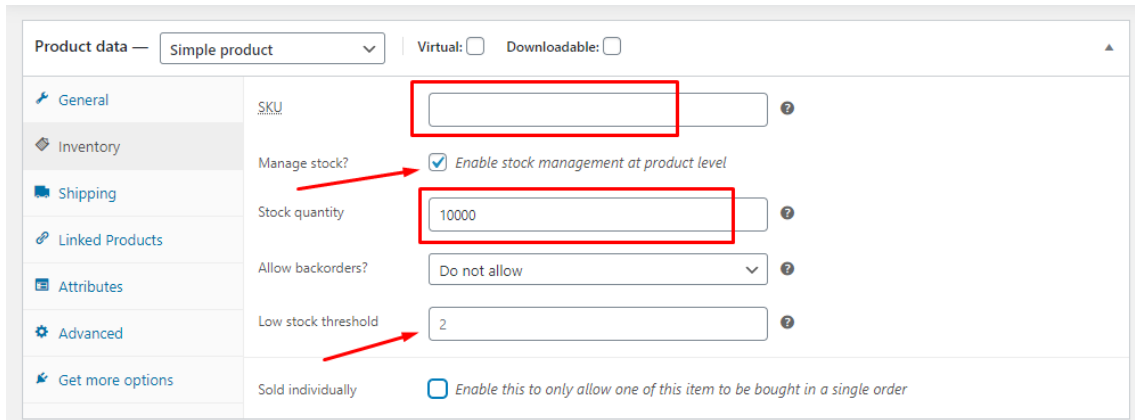 Product data — Simple product Virtual: Downloadable:
General
Inventory
Shipping
Linked Products
Attributes
Advanced
Get more options
SKU
Manage stock? Enable stock management at product level
Stock quantity 10000
Allow backorders? Do not allow
Low stock threshold 2
Sold individually Enable this to only allow one of this item to be bought in a single order